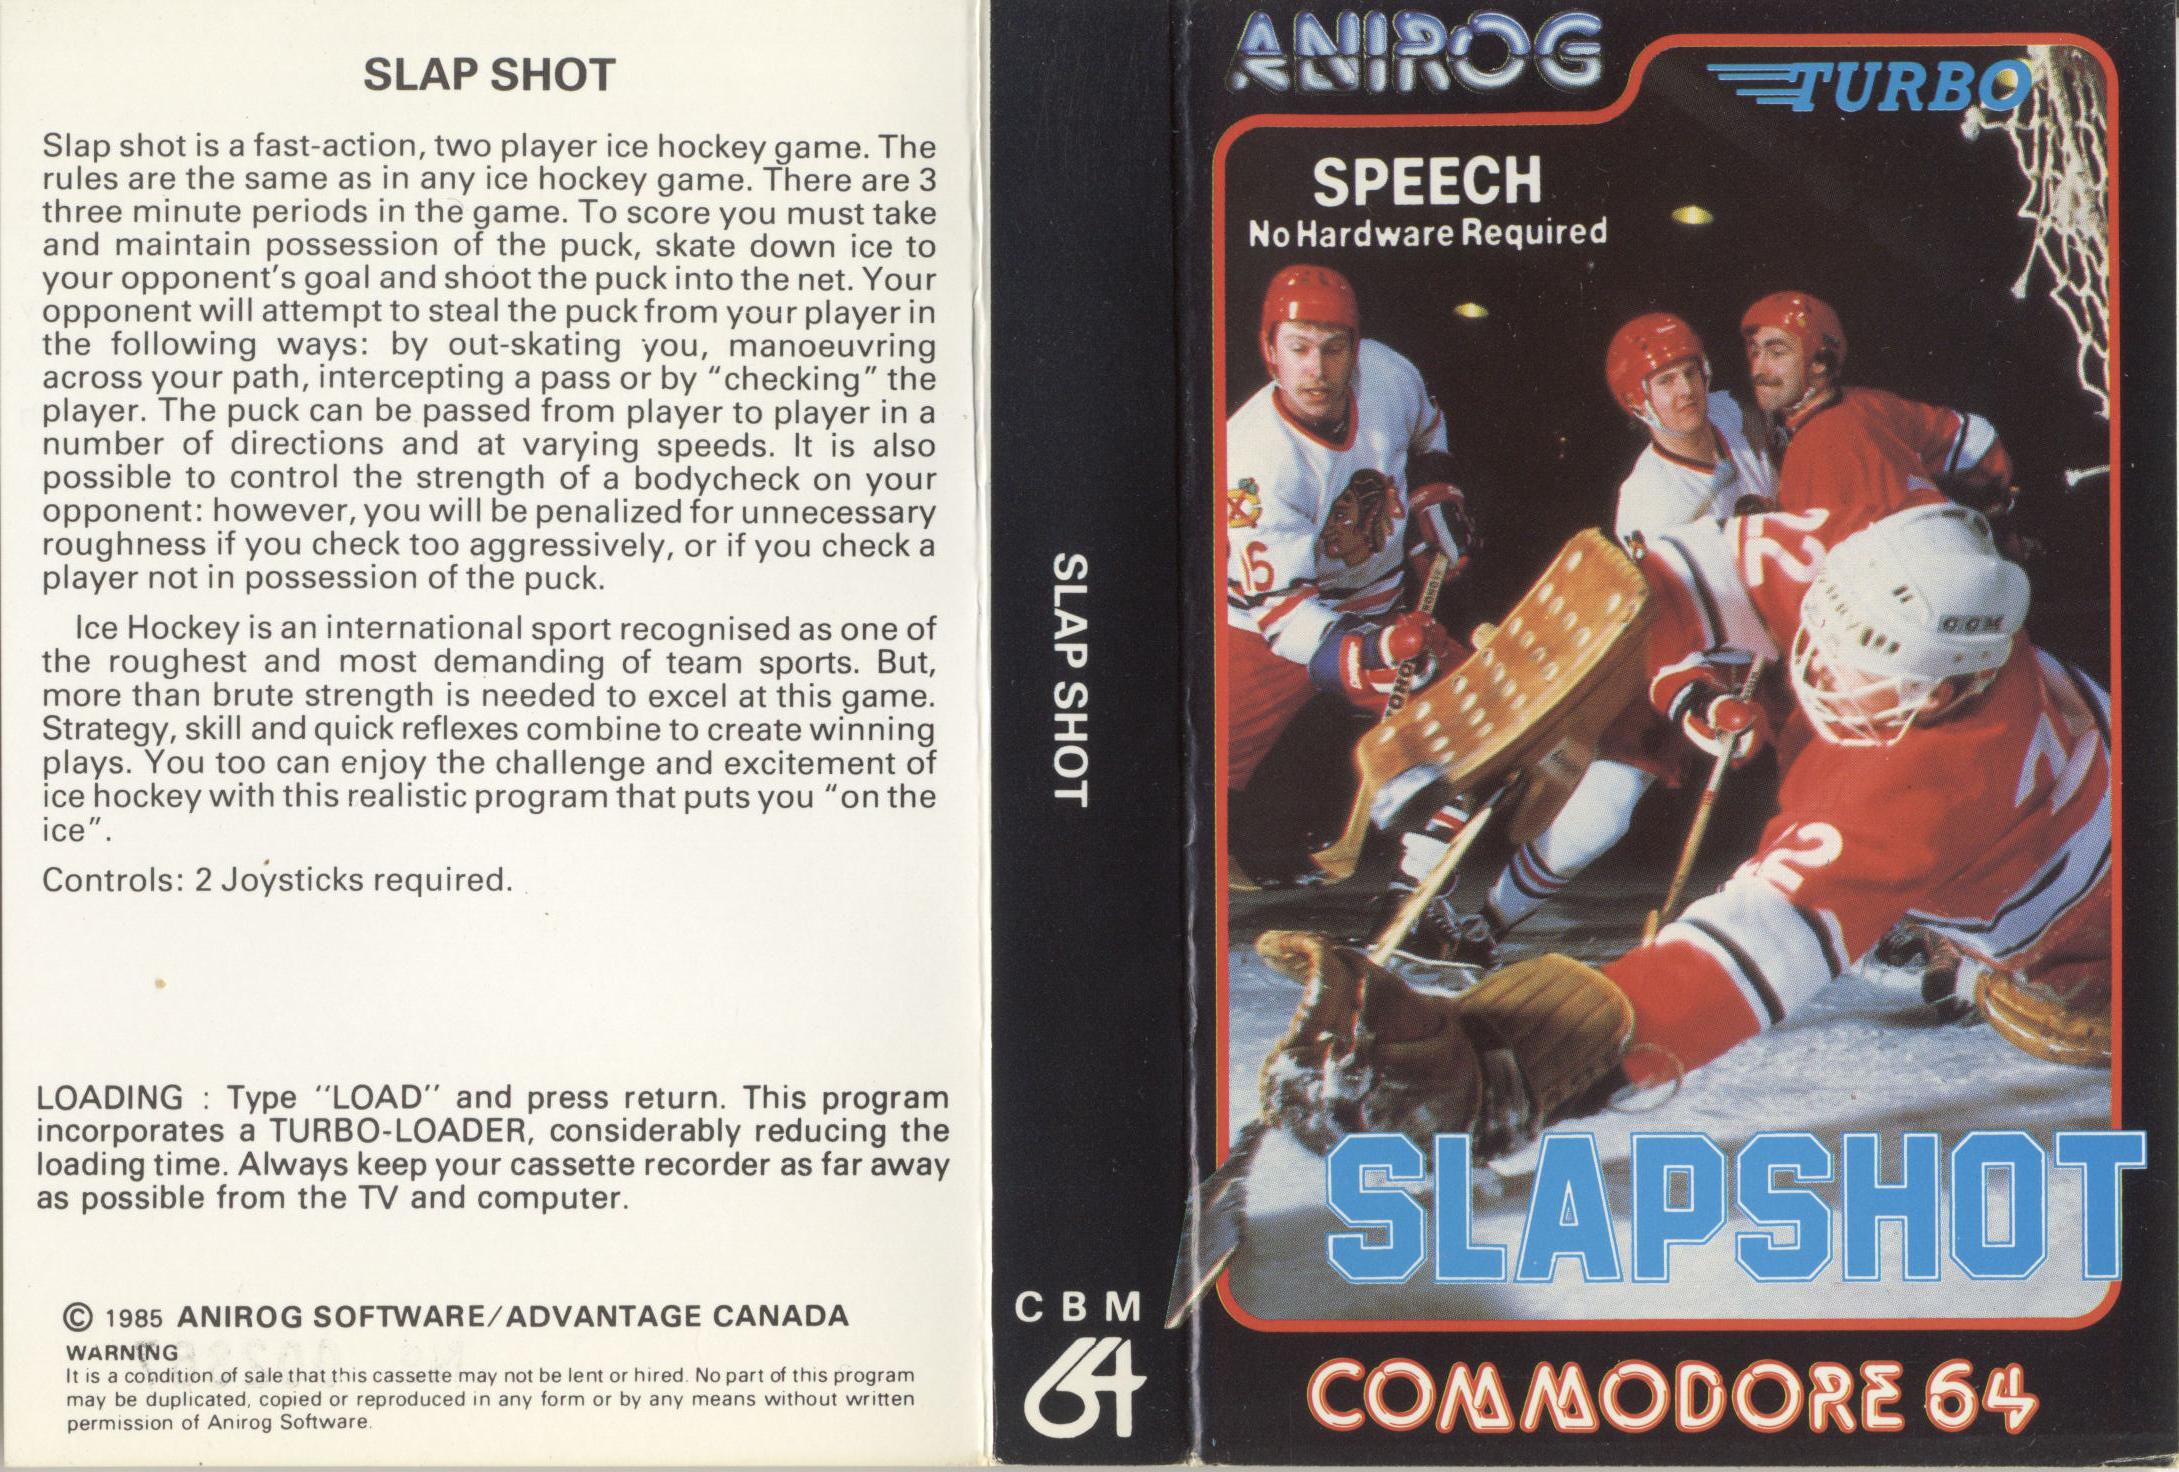 SLAP SHOT
Slap shot is a fast-action, two player ice hockey game. The
rules are the same as in any ice hockey game. There are 3
three minute periods in the game. To score you must take
and maintain possession of the puck, skate down ice to
your opponent's goal and shoot the puck into the net. Your
opponent will attempt to steal the puck from your player in
the following ways: by out-skating you, manoeuvring
across your path, intercepting a pass or by "checking" the
player. The puck can be passed from player to player in a
number of directions and at varying speeds. It is also
possible to control the strength of a bodycheck on your
opponent: however, you will be penalized for unnecessary
roughness if you check too aggressively, or if you check a
player not in possession of the puck.
Ice Hockey is an international sport recognised as one of
the roughest and most demanding of team sports. But,
more than brute strength is needed to excel at this game.
Strategy, skill and quick reflexes combine to create winning
plays. You too can enjoy the challenge and excitement of
ice hockey with this realistic program that puts you "on the
ice".
Controls: 2 Joysticks required.
LOADING : Type "LOAD" and press return. This program
incorporates a TURBO-LOADER, considerably reducing the
loading time. Always keep your cassette recorder as far away
as possible from the TV and computer.
© 1985 ANIROG SOFTWARE/ADVANTAGE CANADA
WARNING
It is a condition of sale that this cassette may not be lent or hired. No part of this program
may be duplicated, copied or reproduced in any form or by any means without written
permission of Anirog Software.
SLAP SHOT
CBM
64
ANIROG
TURBO
SPEECH
No Hardware Required
CCM
2
2
SLAPSHOT
COMMODORE 64